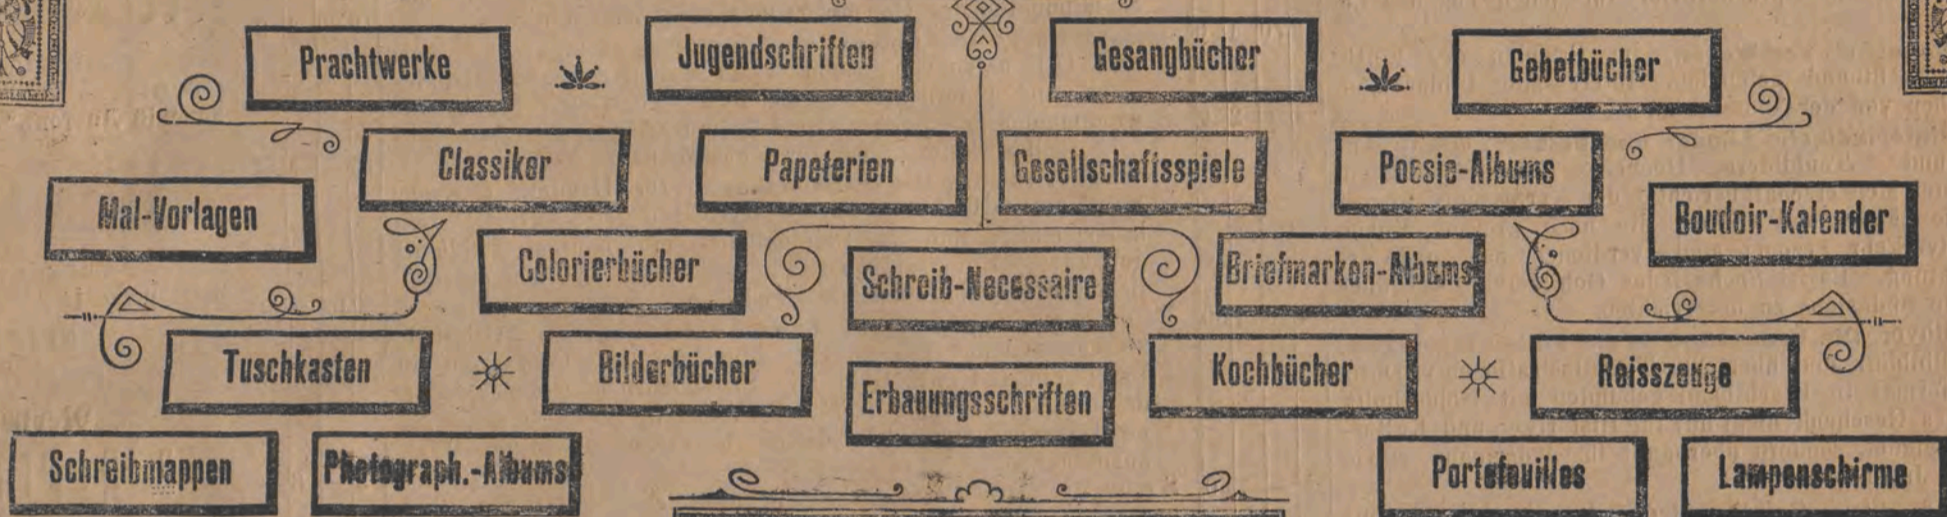 Prachtwerke
Jugendschriften
Gesangbücher
Gebetbücher
Classiker
Papeterien
Gesellschaftsspiele
Poesie-Albums
Mal-Vorlagen
Boudoir-Kalender
Colorierbücher
Schreib-Necessaire
Briefmarken-Albums
Tuschkasten
Bilderbücher
Erbauungsschriften
Kochbücher
Reisszeuge
Schreibmappen
Photograph.-Albums
Portefeuilles
Lampenschirme